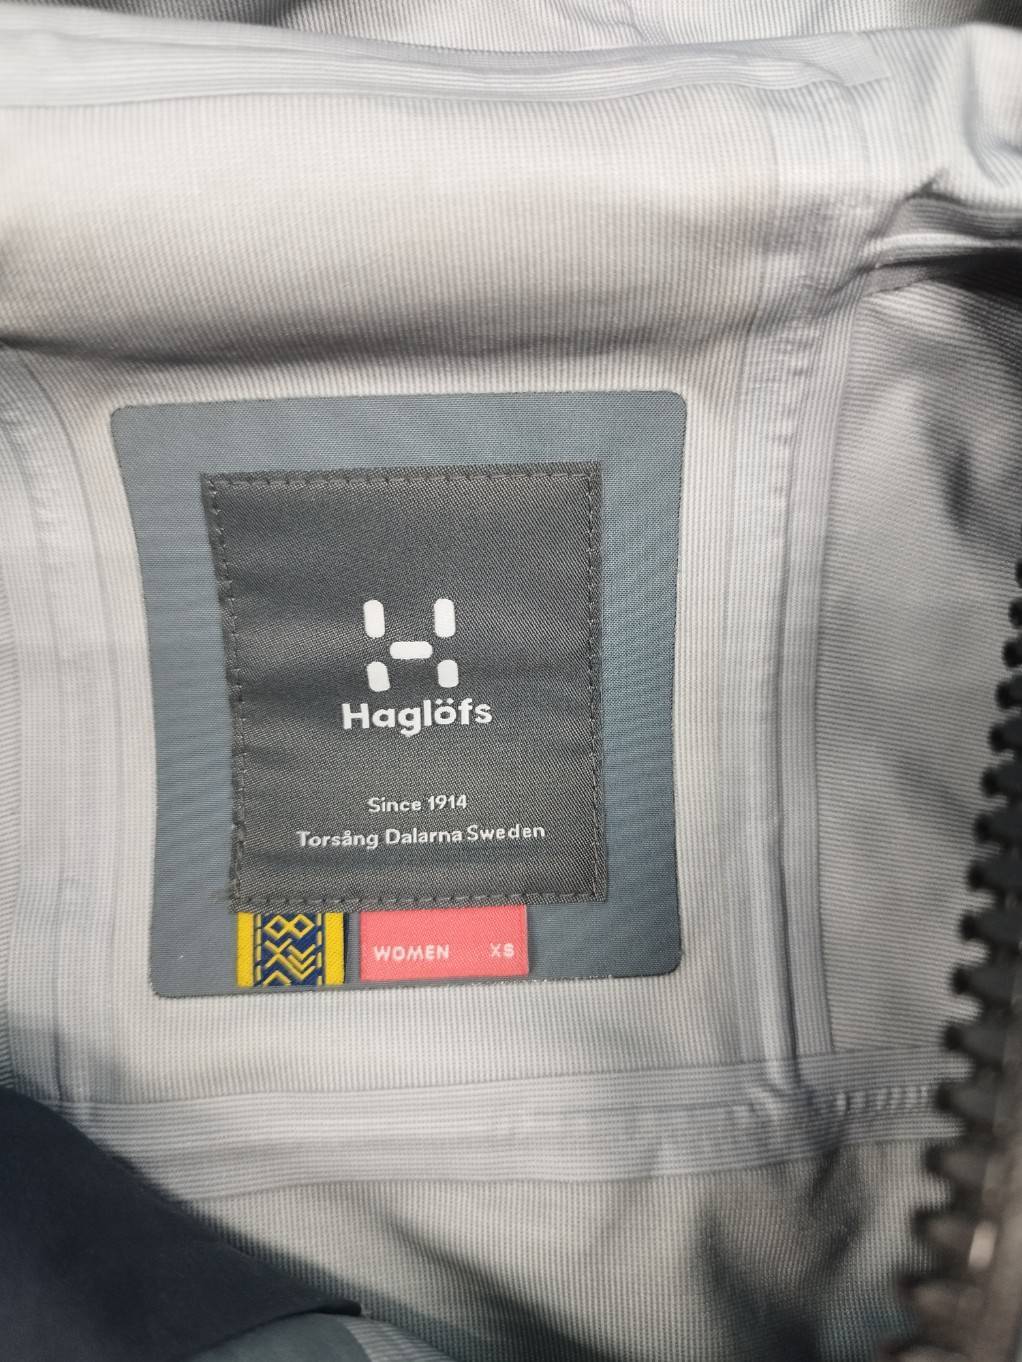 Haglöfs
Since 1914
Torsång Dalarna Sweden
WOMEN XS